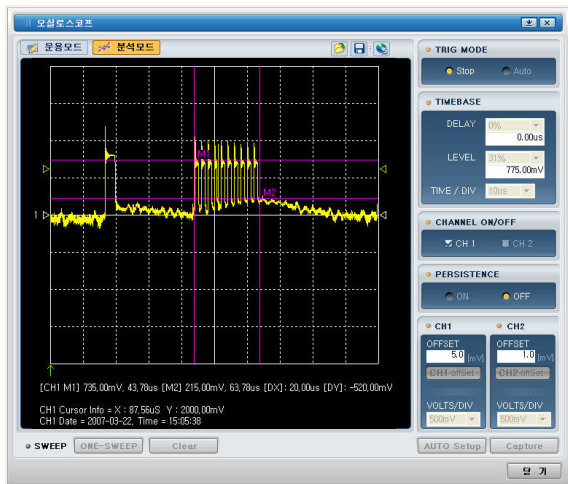 오실로스코프
운용모드 분석모드
M1
M2
1
[CH1 M1] 735,00mV, 43,78us [M2] 215,00mV, 63,78us [DX]: 20,00us [DY]: -520,00mV
CH1 Cursor Info = X : 87,56uS Y : 2000,00mV
CH1 Date = 2007-03-22, Time = 15:05:38
SWEEP ONE-SWEEP Clear
TRIG MODE
Stop Auto
TIMEBASE
DELAY 0%
0.00us
LEVEL 31%
775.00mV
TIVE / DIV 10us
CHANNEL ON/OFF
CH 1 CH 2
PERSISTENCE
ON OFF
CH1 CH2
OFFSET OFFSET
5.0 [mV] 1.0 [mV]
CH1 offSet CH2 offSet
VOLTS/DIV VOLTS/DIV
500mV 500mV
AUTO Setup Capture
닫 기